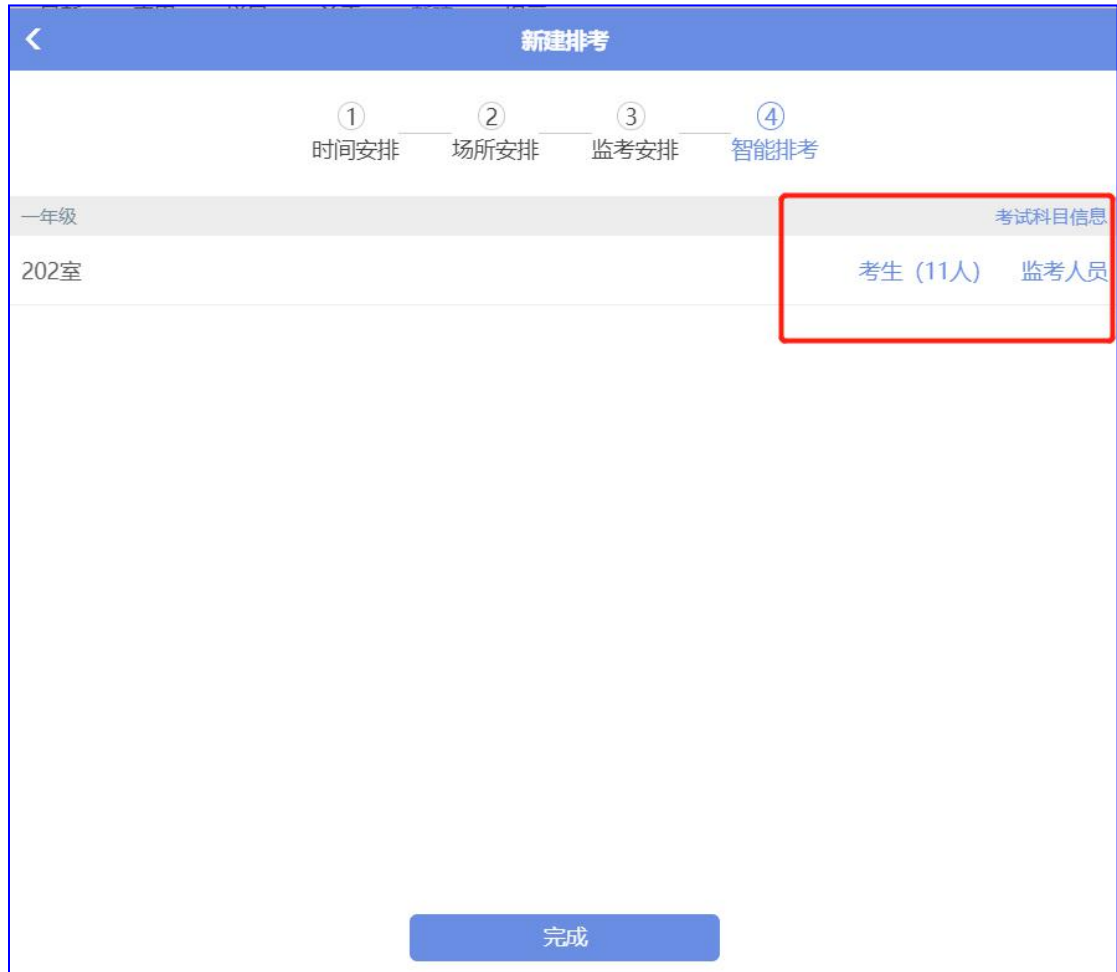 新建排考
① ② ③ ④
时间安排 场所安排 监考安排 智能排考
一年级 考试科目信息
202室 考生（11人） 监考人员
完成